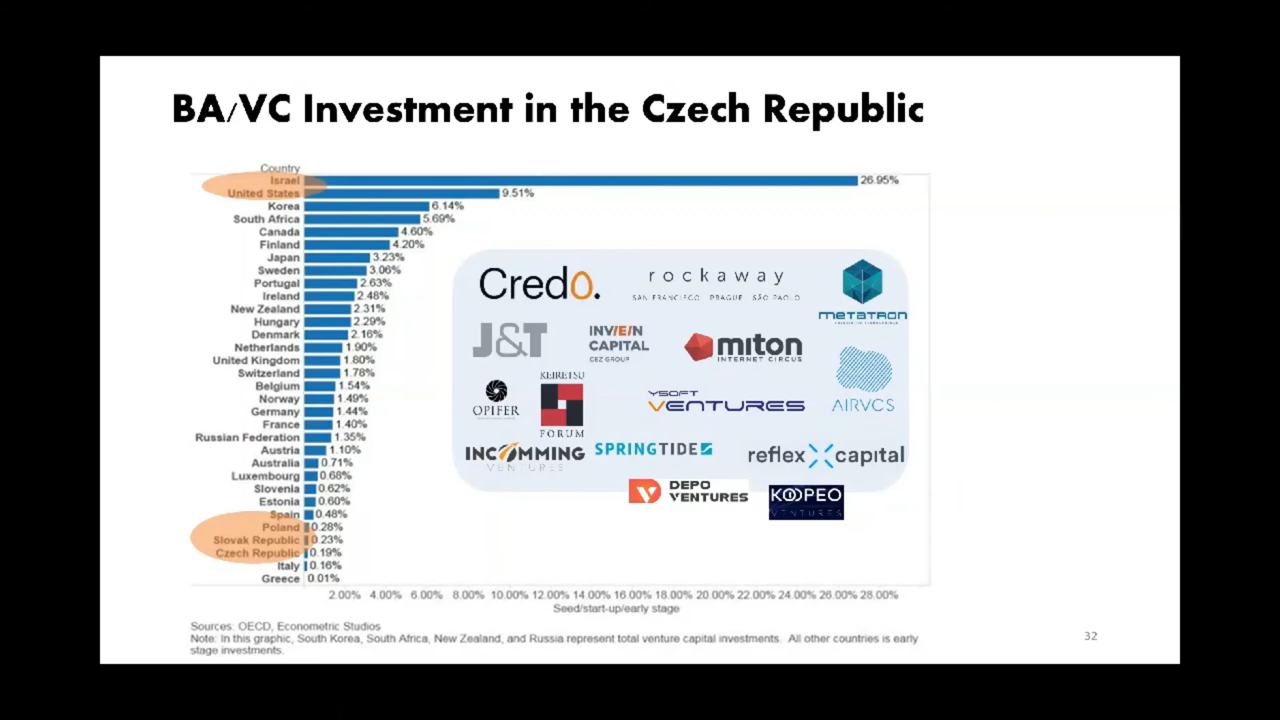 BA/VC Investment in the Czech Republic
Country
Israel 26.95%
United States 9.51%
Korea 6.14%
South Africa 5.69%
Canada 4.60%
Finland 4.20%
Japan 3.23%
Sweden 3.06%
Portugal 2.63%
Ireland 2.48%
New Zealand 2.31%
Hungary 2.29%
Denmark 2.16%
Netherlands 1.90%
United Kingdom 1.80%
Switzerland 1.78%
Belgium 1.54%
Norway 1.49%
Germany 1.44%
France 1.40%
Russian Federation 1.35%
Austria 1.10%
Australia 0.71%
Luxembourg 0.68%
Slovenia 0.62%
Estonia 0.60%
Spain 0.48%
Poland 0.28%
Slovak Republic 0.23%
Czech Republic 0.19%
Italy 0.16%
Greece 0.01%
2.00% 4.00% 6.00% 8.00% 10.00% 12.00% 14.00% 16.00% 18.00% 20.00% 22.00% 24.00% 26.00% 28.00%
Seed/start-up/early stage
Credo.
rockaway
SAN FRANCISCO PRAGUE SÃO PAULO
METATRON
J&T
INVEN
CAPITAL
CEZ GROUP
miton
INTERNET CIRCUS
OPIFER
KEIRETSU
FORUM
YSOFT
VENTURES
AIRVCS
INCOMMING
VENTURES
SPRINGTIDE
reflex capital
DEPO
VENTURES
KOOPEO
VENTURES
Sources: OECD, Econometric Studios
Note: In this graphic, South Korea, South Africa, New Zealand, and Russia represent total venture capital investments. All other countries is early
stage investments.
32